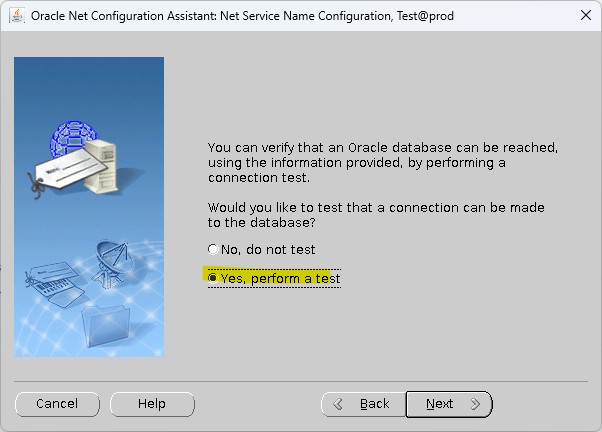 Oracle Net Configuration Assistant: Net Service Name Configuration, Test@prod
You can verify that an Oracle database can be reached,
using the information provided, by performing a
connection test.
Would you like to test that a connection can be made
to the database?
No, do not test
Yes, perform a test
Cancel
Help
Back
Next